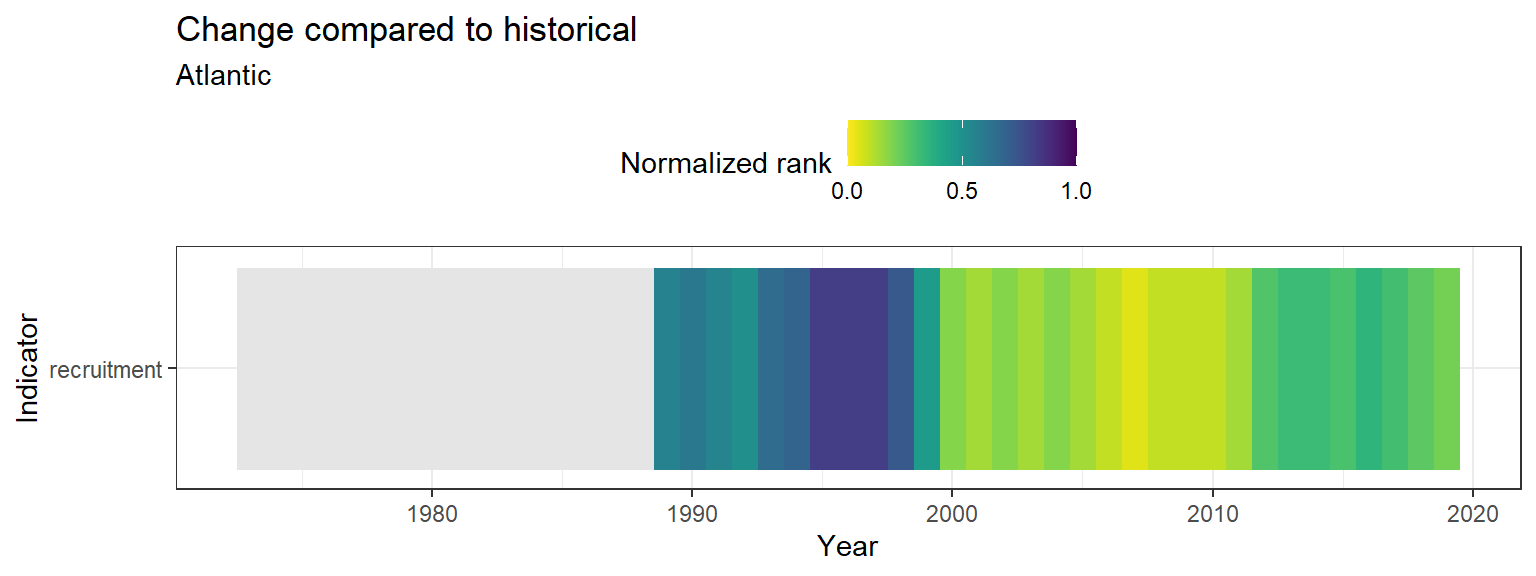 Change compared to historical
Atlantic
Normalized rank
0.0 0.5 1.0
Indicator
recruitment
1980 1990 2000 2010 2020
Year